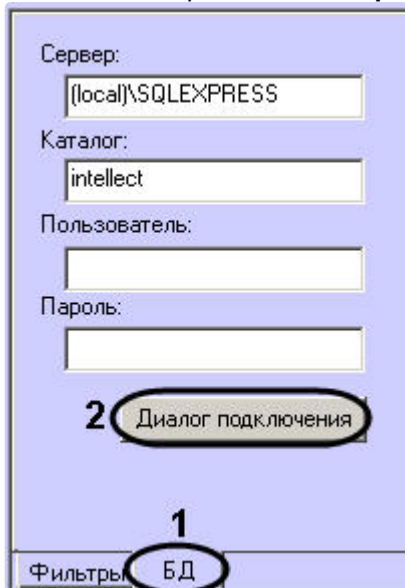 Сервер:
(local)\SQLEXPRESS
Каталог:
intellect
Пользователь:
Пароль:
2 Диалог подключения
1
Фильтры БД